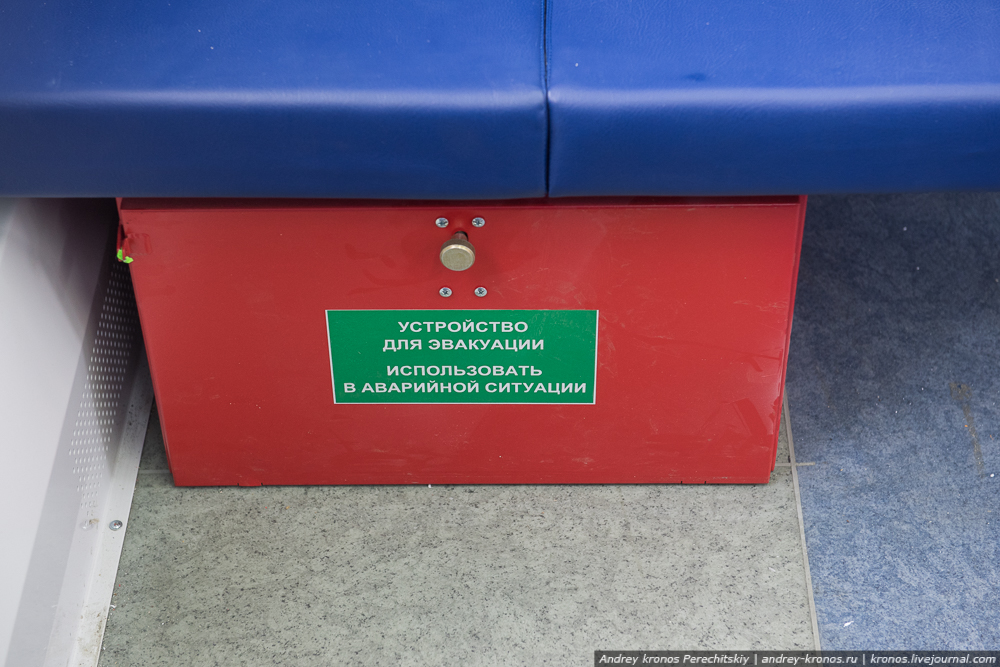 УСТРОЙСТВО
ДЛЯ ЭВАКУАЦИИ
ИСПОЛЬЗОВАТЬ
В АВАРИЙНОЙ СИТУАЦИИ
Andrey kronos Perechitskiy | andrey-kronos.ru | kronos.livejournal.com